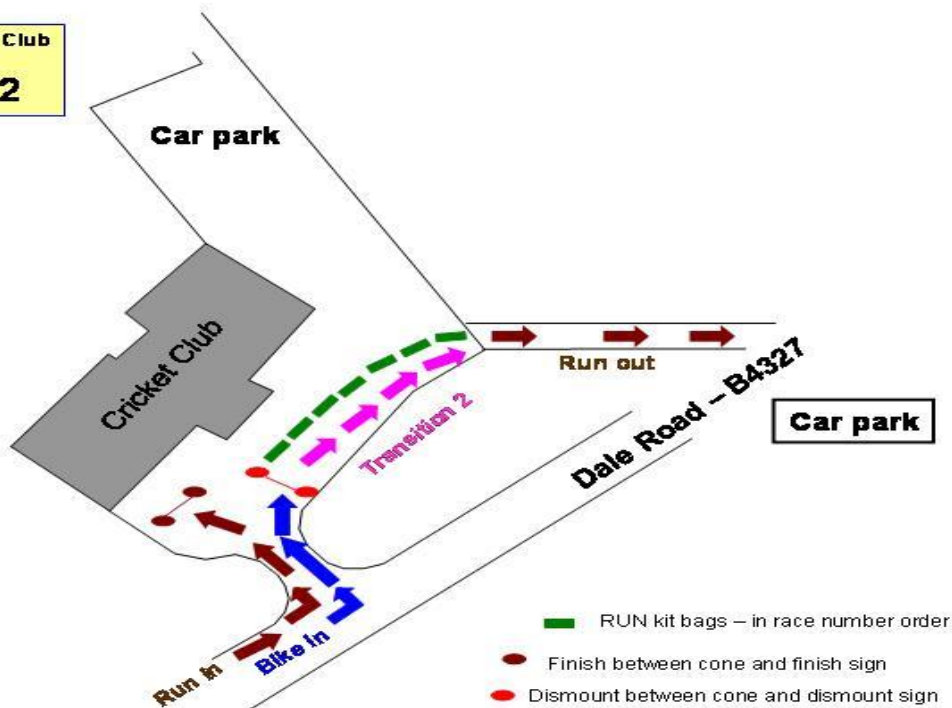 Club
2
Car park
Cricket Club
Run out
Transition 2
Dale Road – B4327
Car park
Run in
Bike in
RUN kit bags – in race number order
Finish between cone and finish sign
Dismount between cone and dismount sign